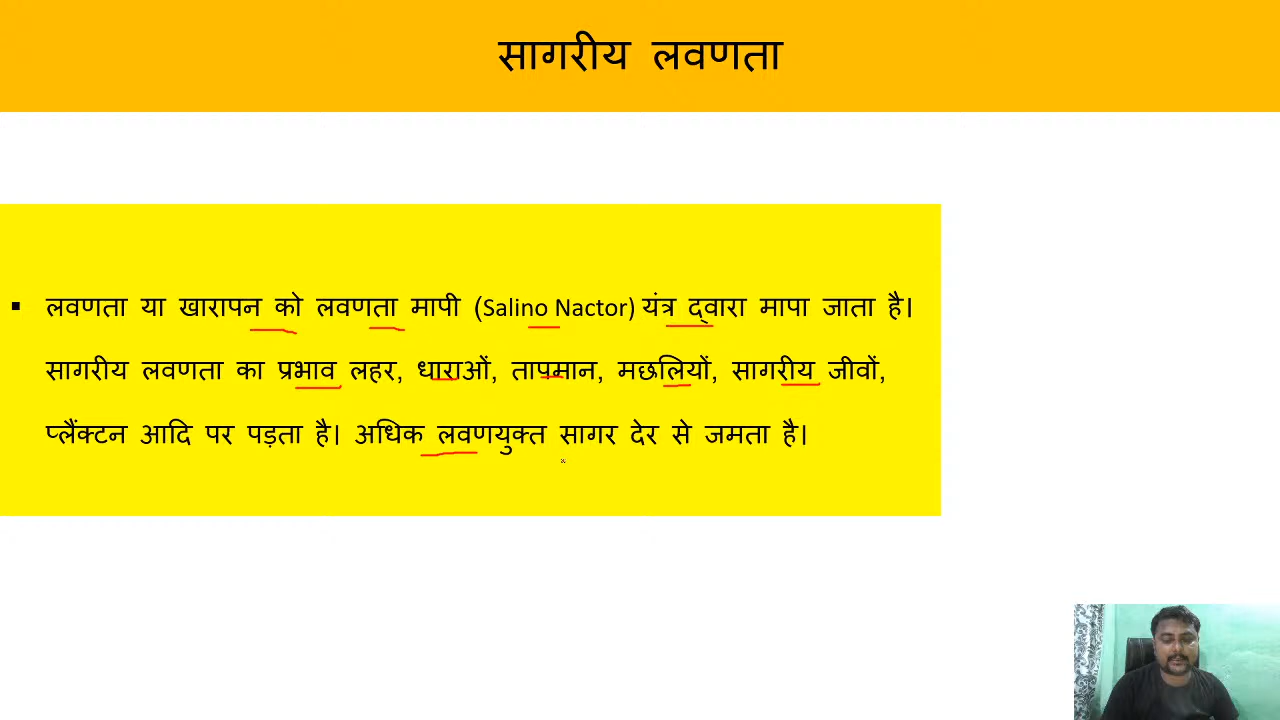 सागरीय लवणता
▪ लवणता या खारापन को लवणता मापी (Salino Nactor) यंत्र द्वारा मापा जाता है।
सागरीय लवणता का प्रभाव लहर, धाराओं, तापमान, मछलियों, सागरीय जीवों,
प्लैंक्टन आदि पर पड़ता है। अधिक लवणयुक्त सागर देर से जमता है।